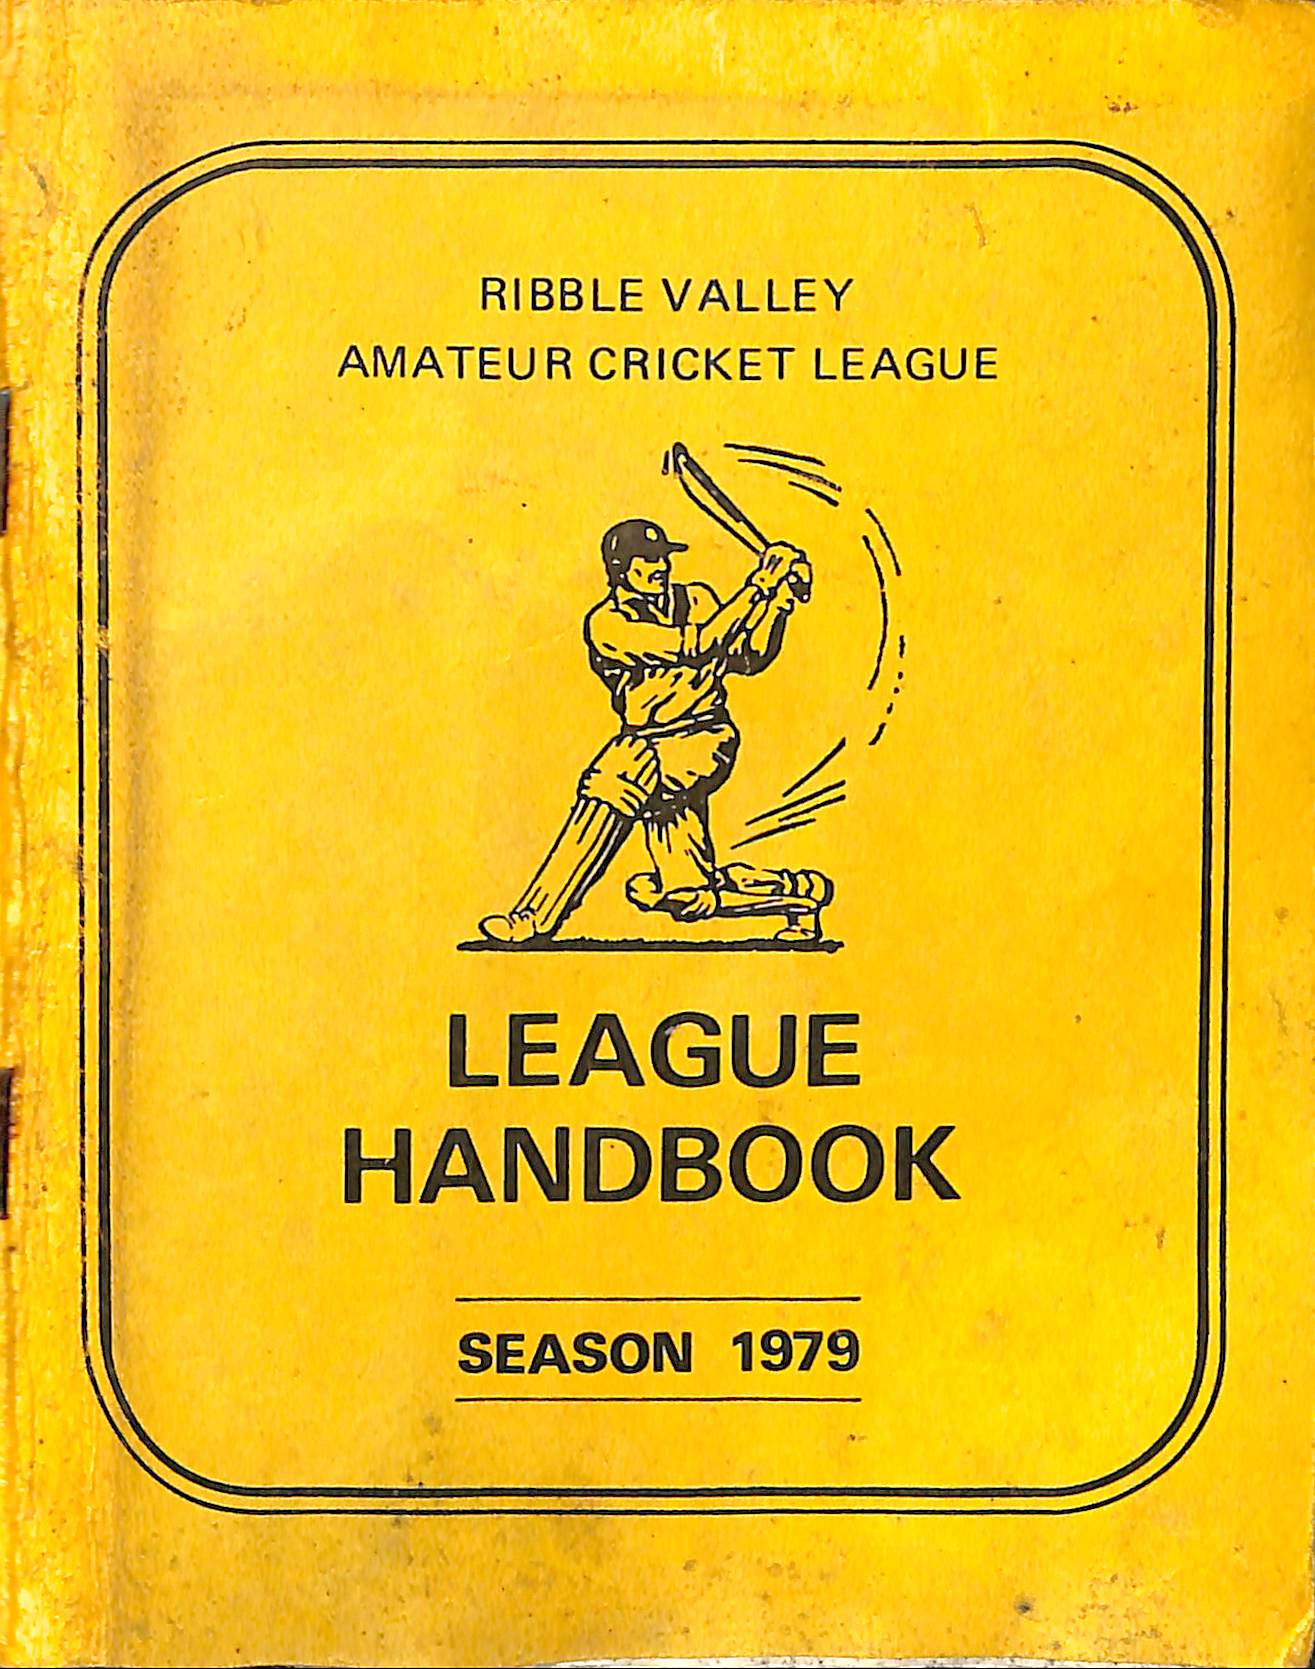 RIBBLE VALLEY
AMATEUR CRICKET LEAGUE
LEAGUE
HANDBOOK
SEASON 1979